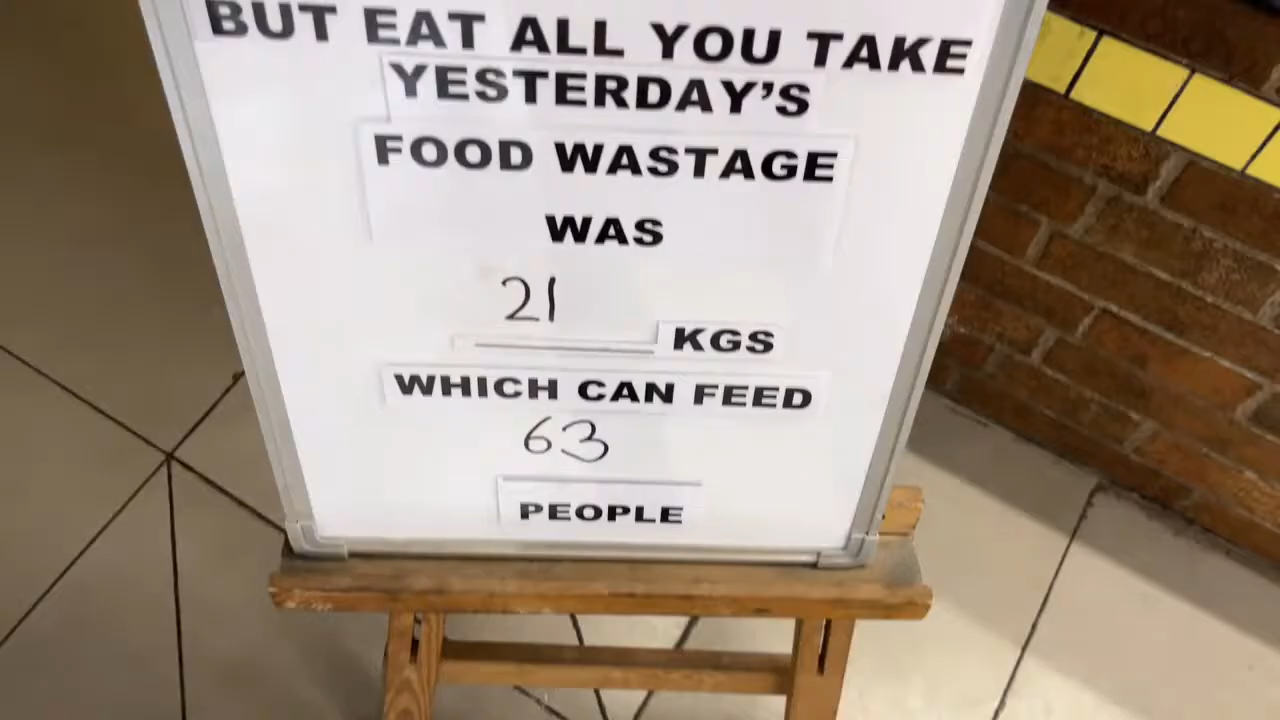 BUT EAT ALL YOU TAKE
YESTERDAY'S
FOOD WASTAGE
WAS
21
KGS
WHICH CAN FEED
63
PEOPLE